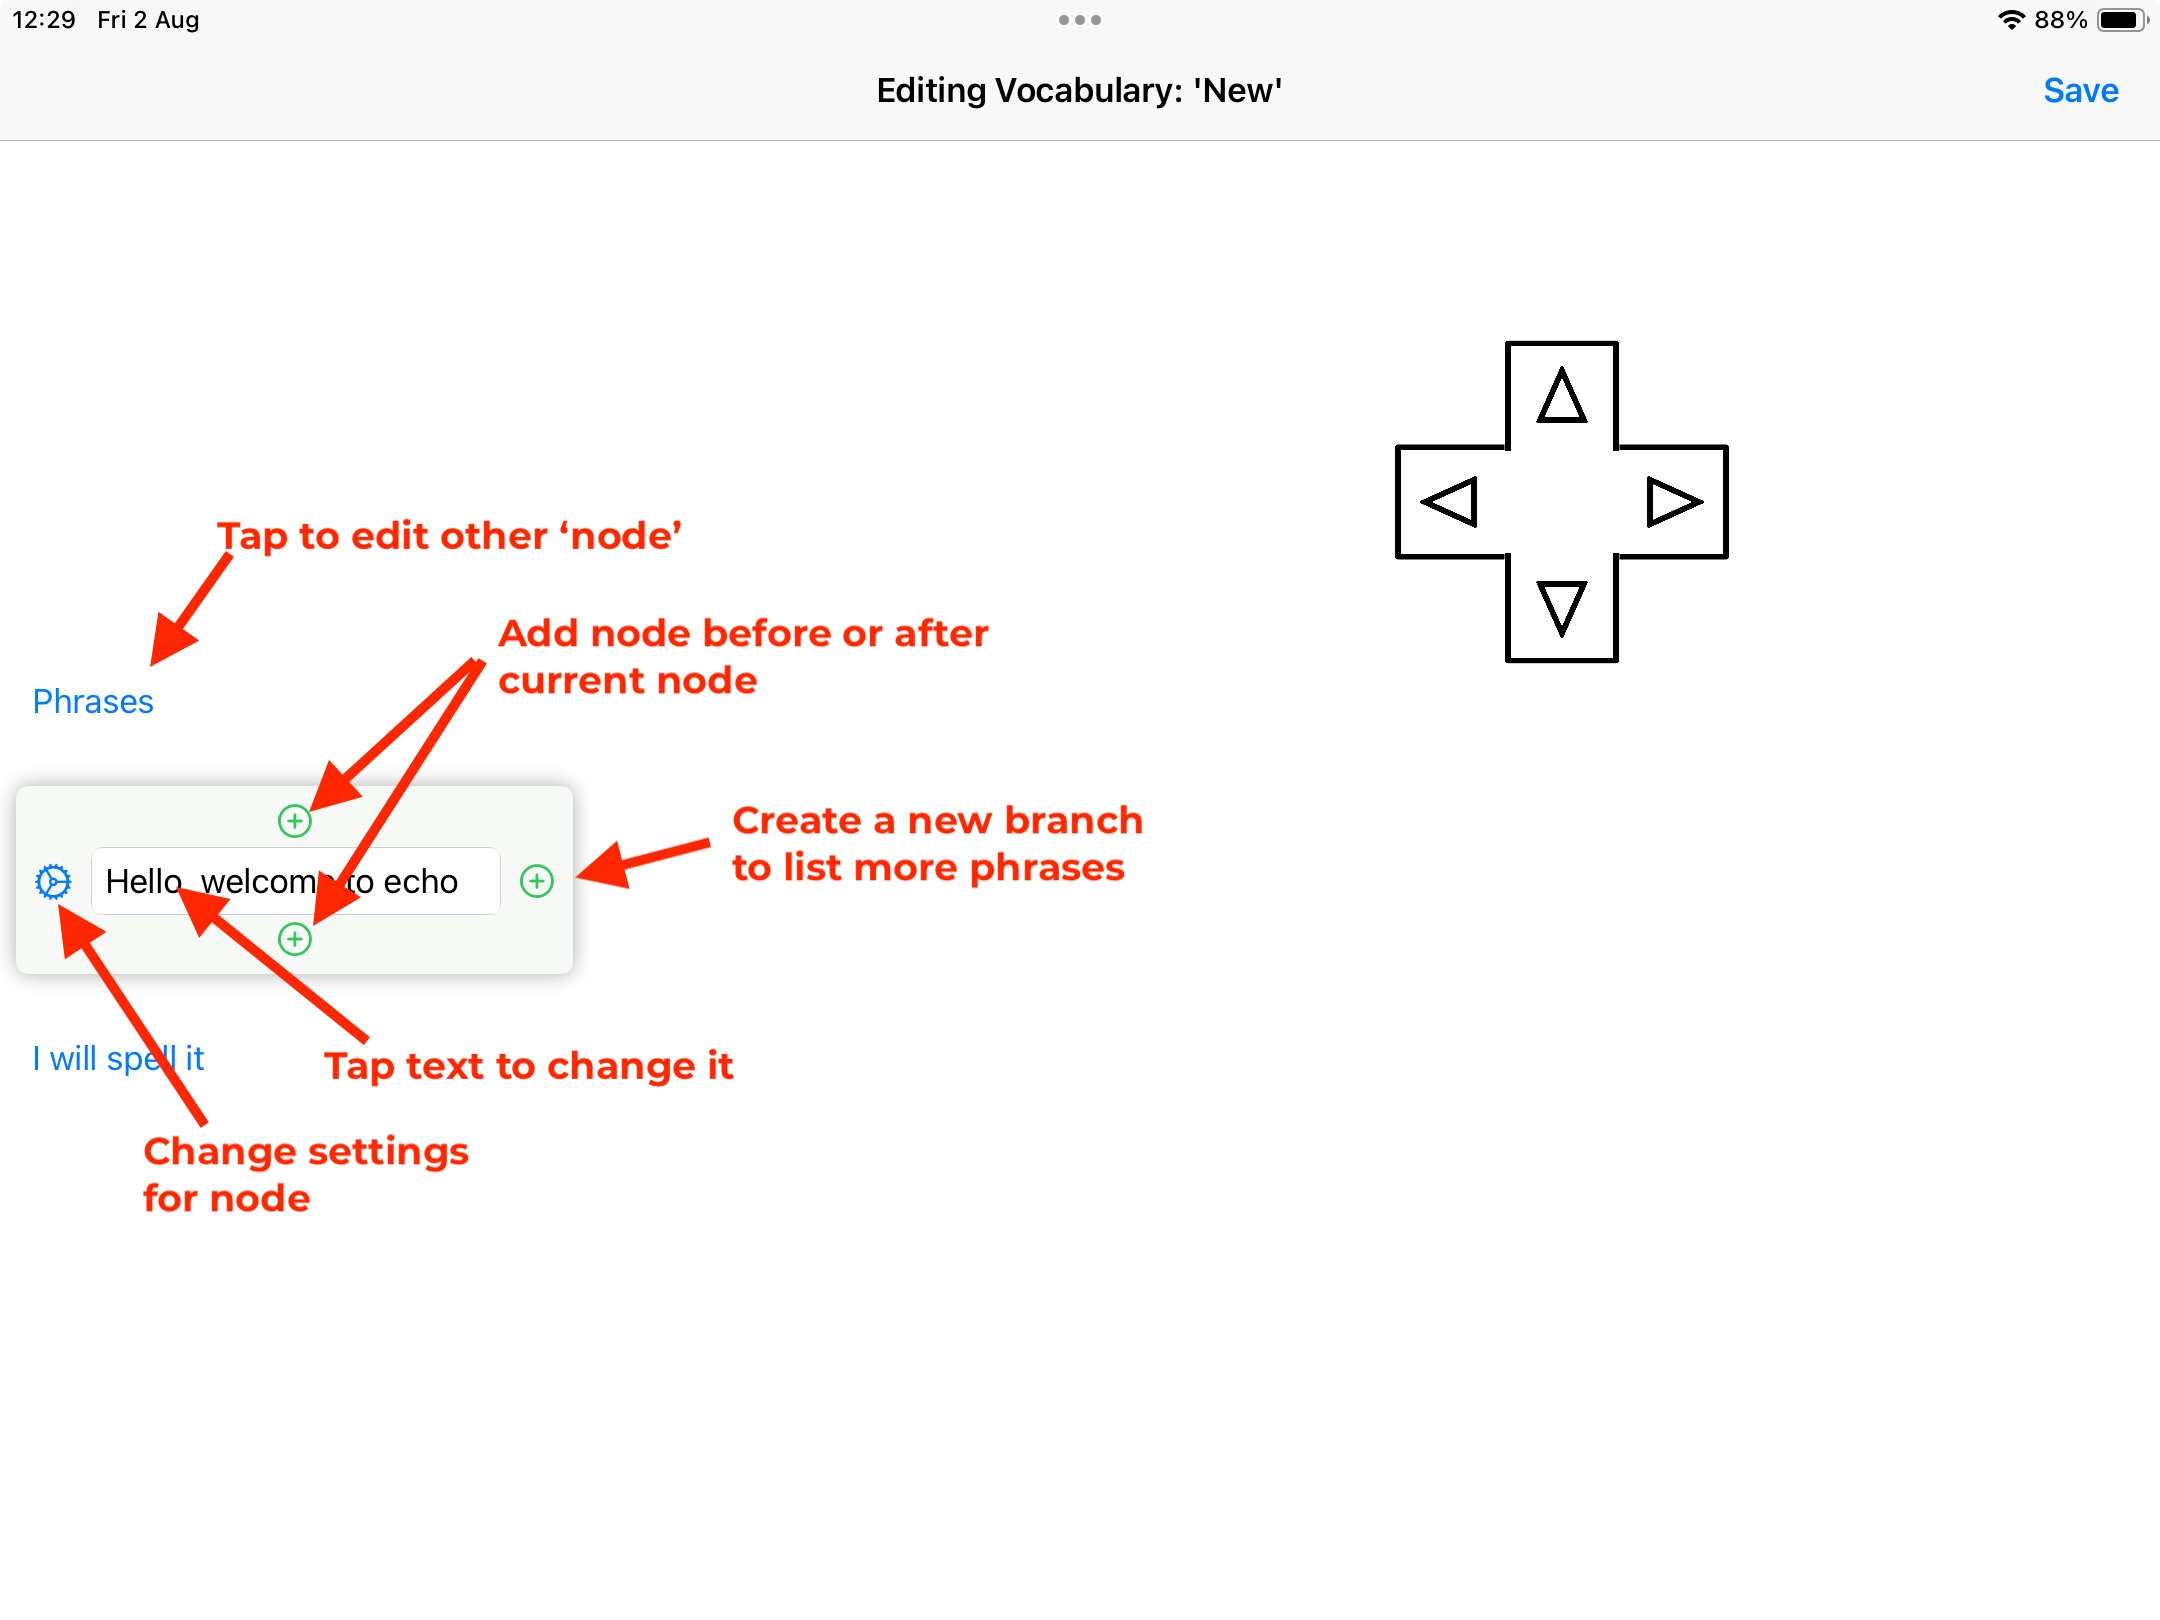 12:29 Fri 2 Aug
88%
Editing Vocabulary: 'New'
Save
Tap to edit other ‘node’
Add node before or after
current node
Phrases
Create a new branch
to list more phrases
Hello, welcome to echo
I will spell it
Tap text to change it
Change settings
for node